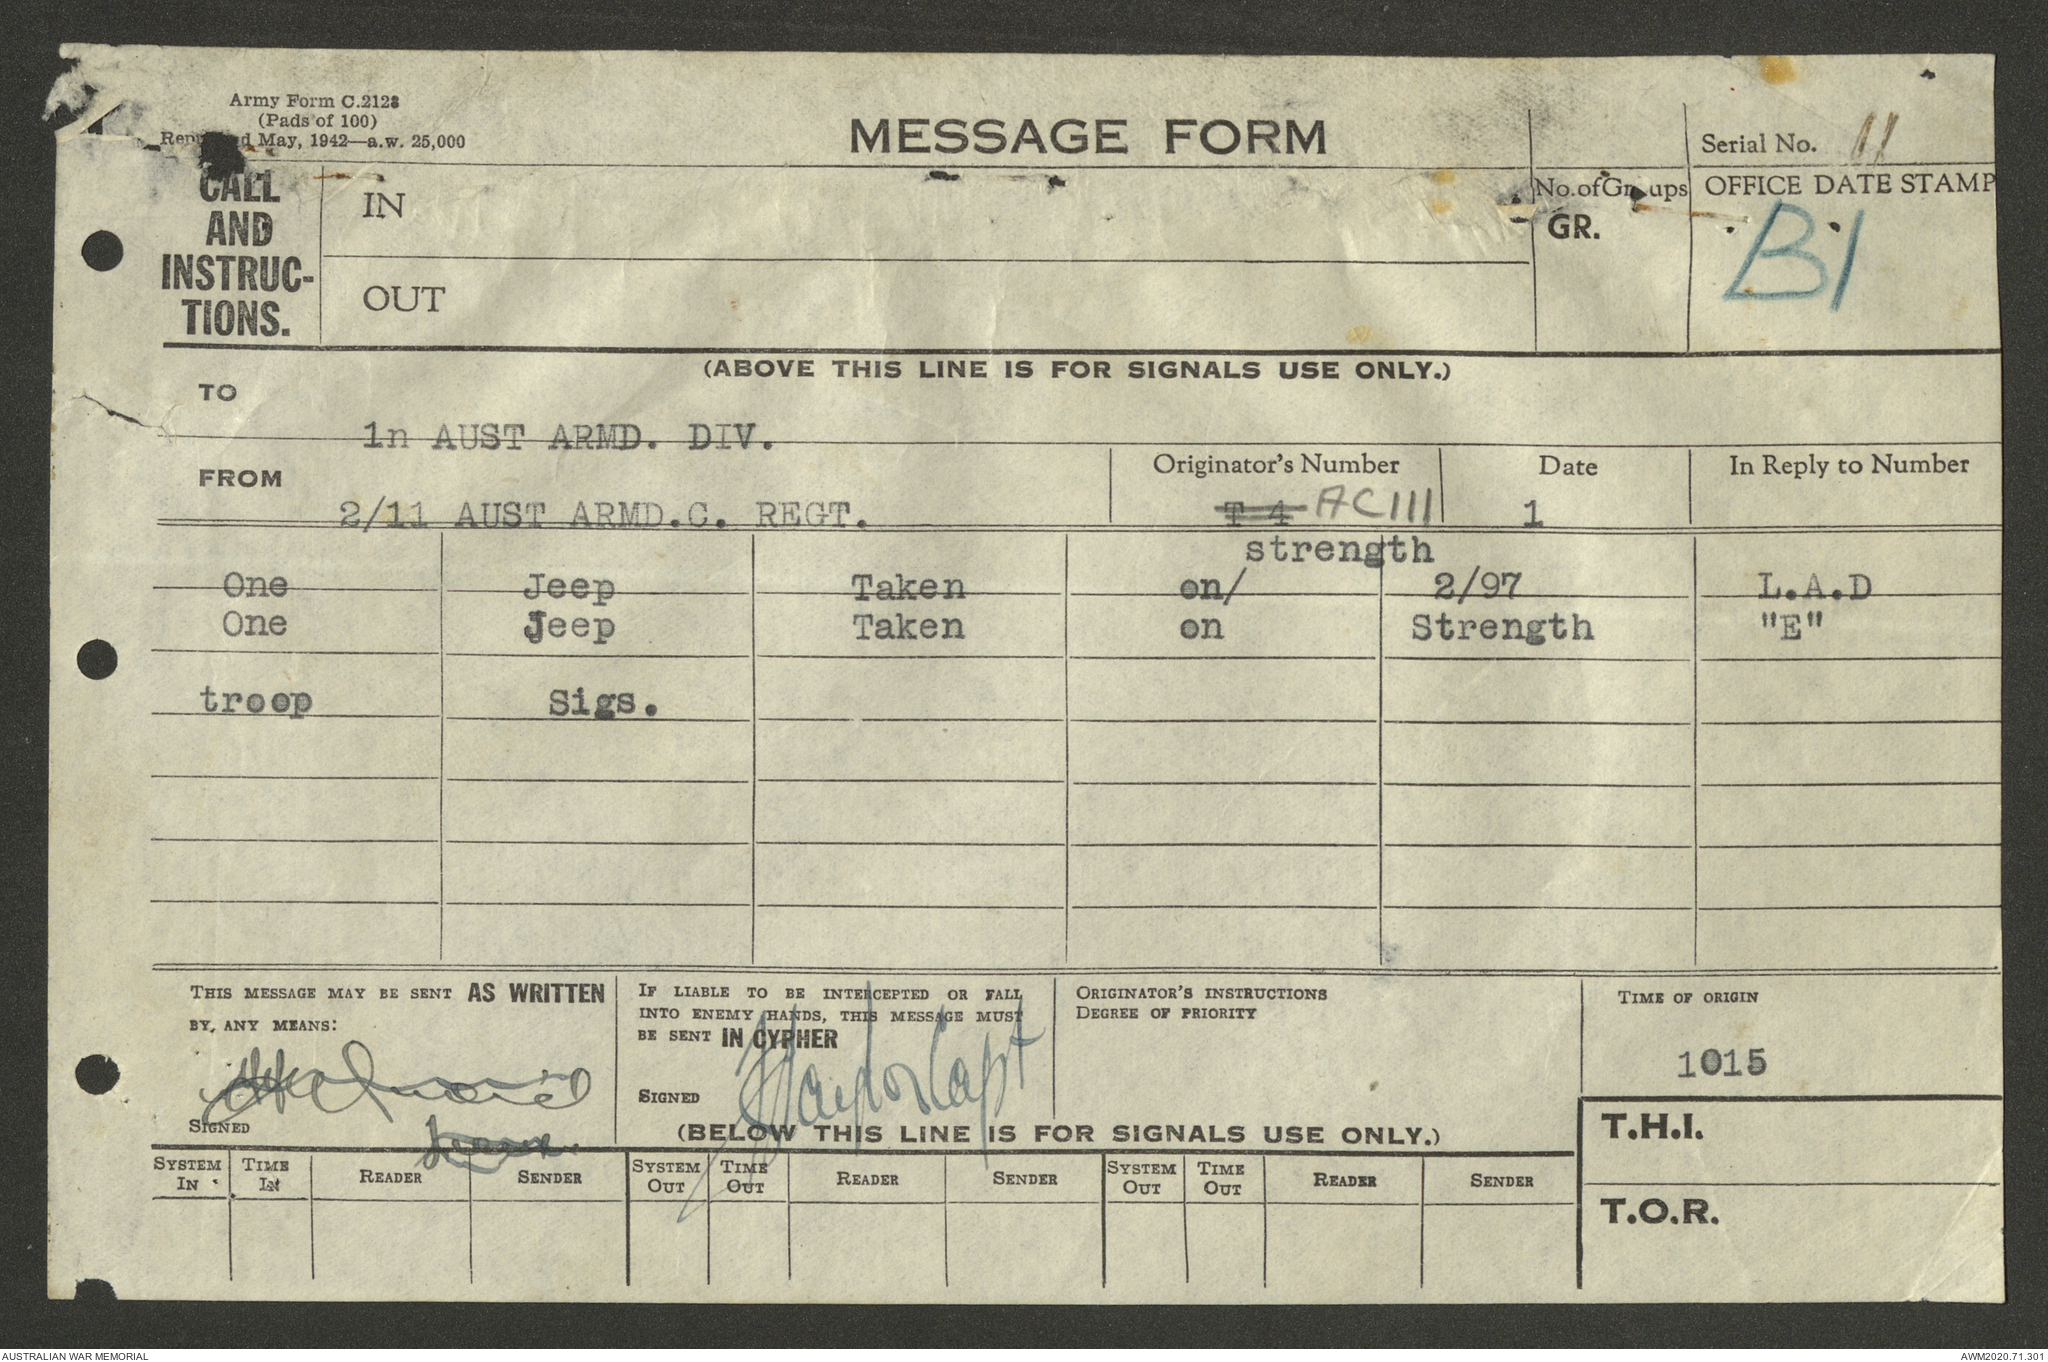 Army Form C.2128
(Pads of 100)
May, 1942—a.w. 25,000
MESSAGE FORM
Serial No. 11
CALL
AND
INSTRUC-
TIONS.
IN
OUT
No. of Groups
GR.
OFFICE DATE STAMP
B1
(ABOVE THIS LINE IS FOR SIGNALS USE ONLY.)
TO
1n AUST ARMD. DIV.
FROM
2/11 AUST ARMD.C. REGT.
Originator's Number
T 4 AC111
Date
1
In Reply to Number
strength
One Jeep Taken on/ 2/97 L.A.D
One Jeep Taken on Strength "E"
troop Sigs.
THIS MESSAGE MAY BE SENT AS WRITTEN
BY, ANY MEANS:
SIGNED
IF LIABLE TO BE INTERCEPTED OR FALL
INTO ENEMY HANDS, THIS MESSAGE MUST
BE SENT IN CYPHER
SIGNED
Capt
ORIGINATOR'S INSTRUCTIONS
DEGREE OF PRIORITY
TIME OF ORIGIN
1015
(BELOW THIS LINE IS FOR SIGNALS USE ONLY.)
T.H.I.
T.O.R.
SYSTEM IN
TIME IN
READER
SENDER
SYSTEM OUT
TIME OUT
READER
SENDER
SYSTEM OUT
TIME OUT
READER
SENDER
AUSTRALIAN WAR MEMORIAL
AWM2020.71.301